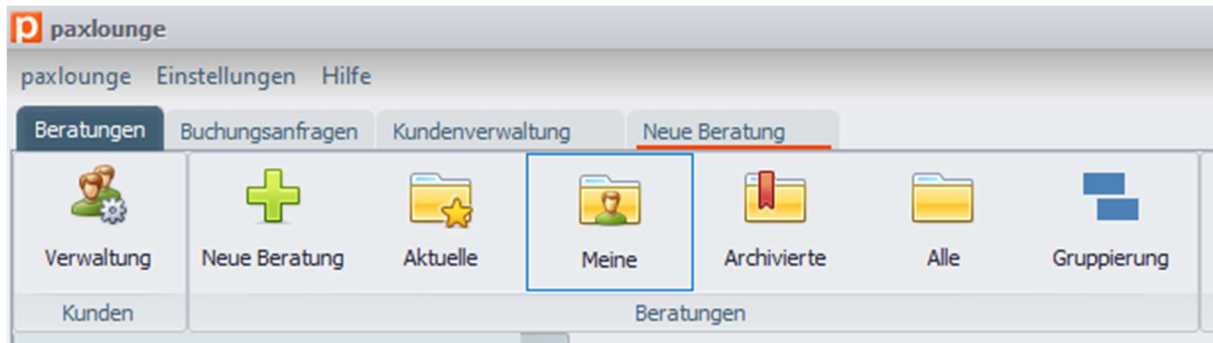 paxlounge
paxlounge Einstellungen Hilfe
Beratungen Buchungsanfragen Kundenverwaltung Neue Beratung
Verwaltung Neue Beratung Aktuelle Meine Archivierte Alle Gruppierung
Kunden Beratungen